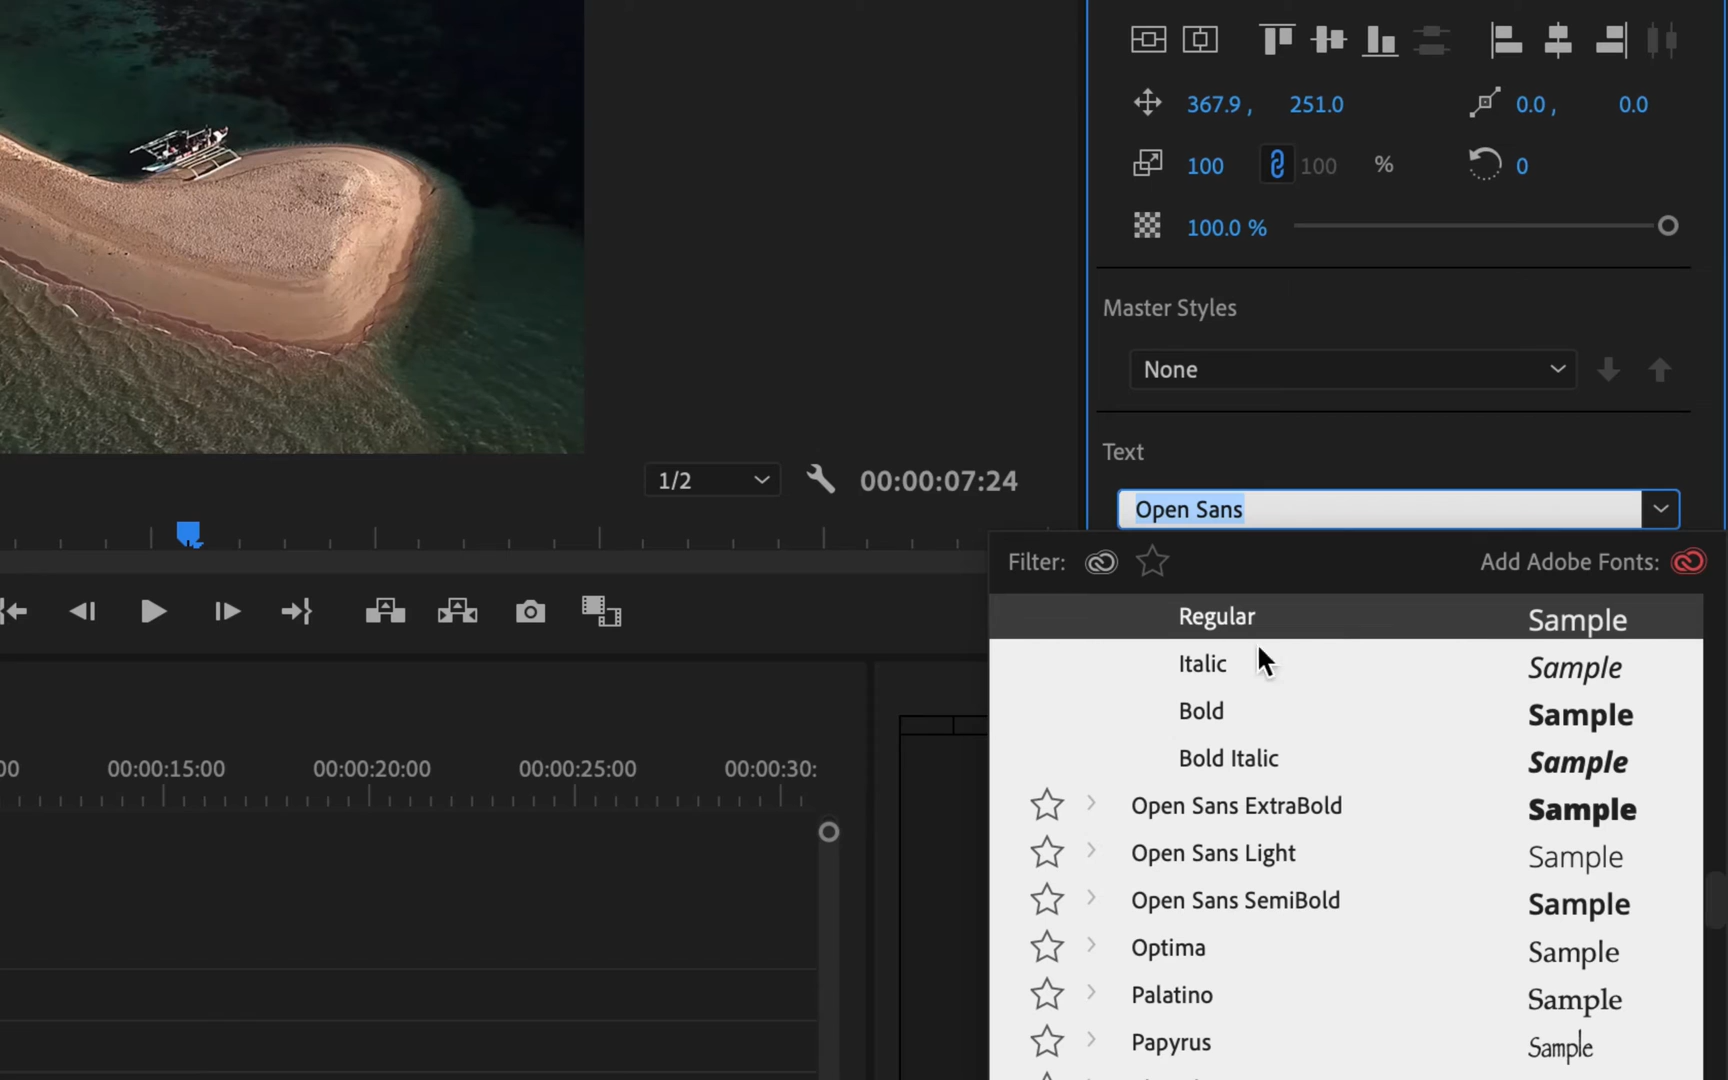 367.9 , 251.0 0.0 , 0.0
100 100 % 0
100.0 %
Master Styles
None
Text
1/2 00:00:07:24
Open Sans
Filter: Add Adobe Fonts:
Regular Sample
Italic Sample
Bold Sample
Bold Italic Sample
Open Sans ExtraBold Sample
Open Sans Light Sample
Open Sans SemiBold Sample
Optima Sample
Palatino Sample
Papyrus Sample
00 00:00:15:00 00:00:20:00 00:00:25:00 00:00:30: